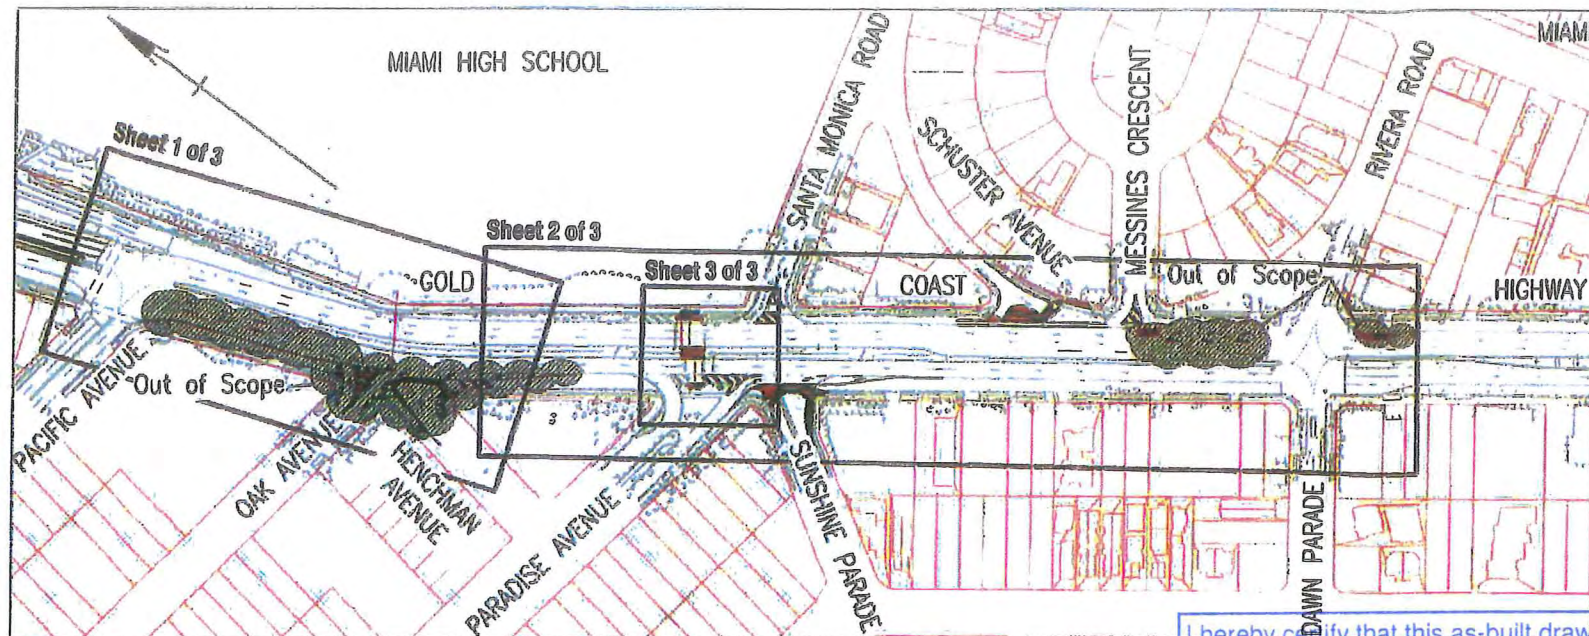 MIAMI HIGH SCHOOL
MIAM
Sheet 1 of 3
SANTA MONICA ROAD
SCHUSTER AVENUE
MESSINES CRESCENT
RIVERA ROAD
Sheet 2 of 3
Sheet 3 of 3
GOLD
COAST
Out of Scope
HIGHWAY
PACIFIC AVENUE
Out of Scope
OAK AVENUE
HENCHMAN
AVENUE
PARADISE AVENUE
SUNSHINE PARADE
DAWN PARADE
I hereby certify that this as-built draw